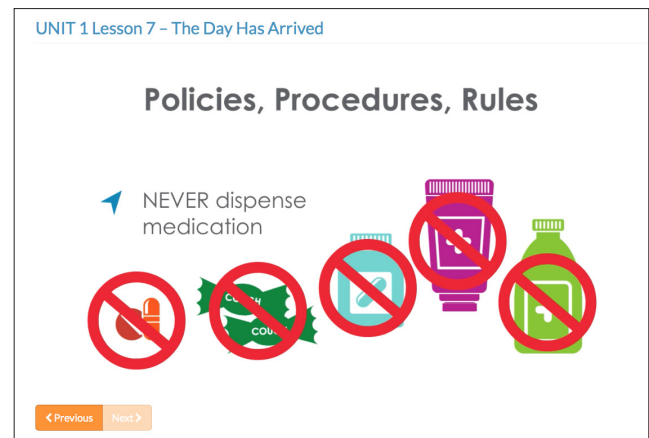 UNIT 1 Lesson 7 – The Day Has Arrived
Policies, Procedures, Rules
NEVER dispense
medication
COUGH
COUGH
Previous Next